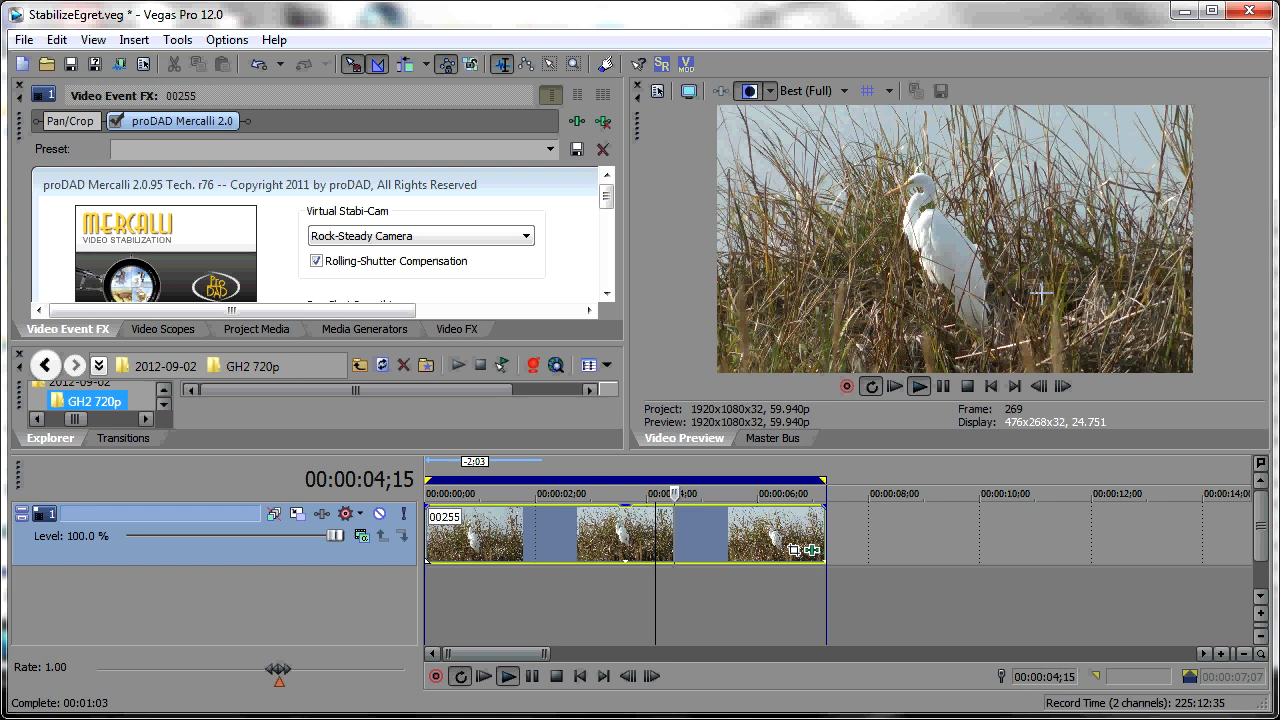 StabilizeEgret.veg * - Vegas Pro 12.0
File Edit View Insert Tools Options Help
SR V MOD
1 Video Event FX: 00255
Pan/Crop proDAD Mercalli 2.0
Preset:
proDAD Mercalli 2.0.95 Tech. r76 -- Copyright 2011 by proDAD, All Rights Reserved
MERCALLI
VIDEO STABILIZATION
PRO DAD
Virtual Stabi-Cam
Rock-Steady Camera
Rolling-Shutter Compensation
Video Event FX Video Scopes Project Media Media Generators Video FX
Best (Full)
Project: 1920x1080x32, 59.940p Frame: 269
Preview: 1920x1080x32, 59.940p Display: 476x268x32, 24.751
Video Preview Master Bus
2012-09-02 GH2 720p
2012-09-02
GH2 720p
Explorer Transitions
00:00:04;15
-2:03
00:00:00;00 00:00:02;00 00:00:06;00 00:00:08;00 00:00:10;00 00:00:12;00 00:00:14;00
1
Level: 100.0 %
00255
Rate: 1.00
00:00:04;15 00:00:07;07
Complete: 00:01:03
Record Time (2 channels): 225:12:35